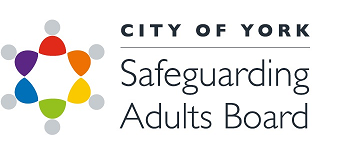 CITY OF YORK
Safeguarding
Adults Board